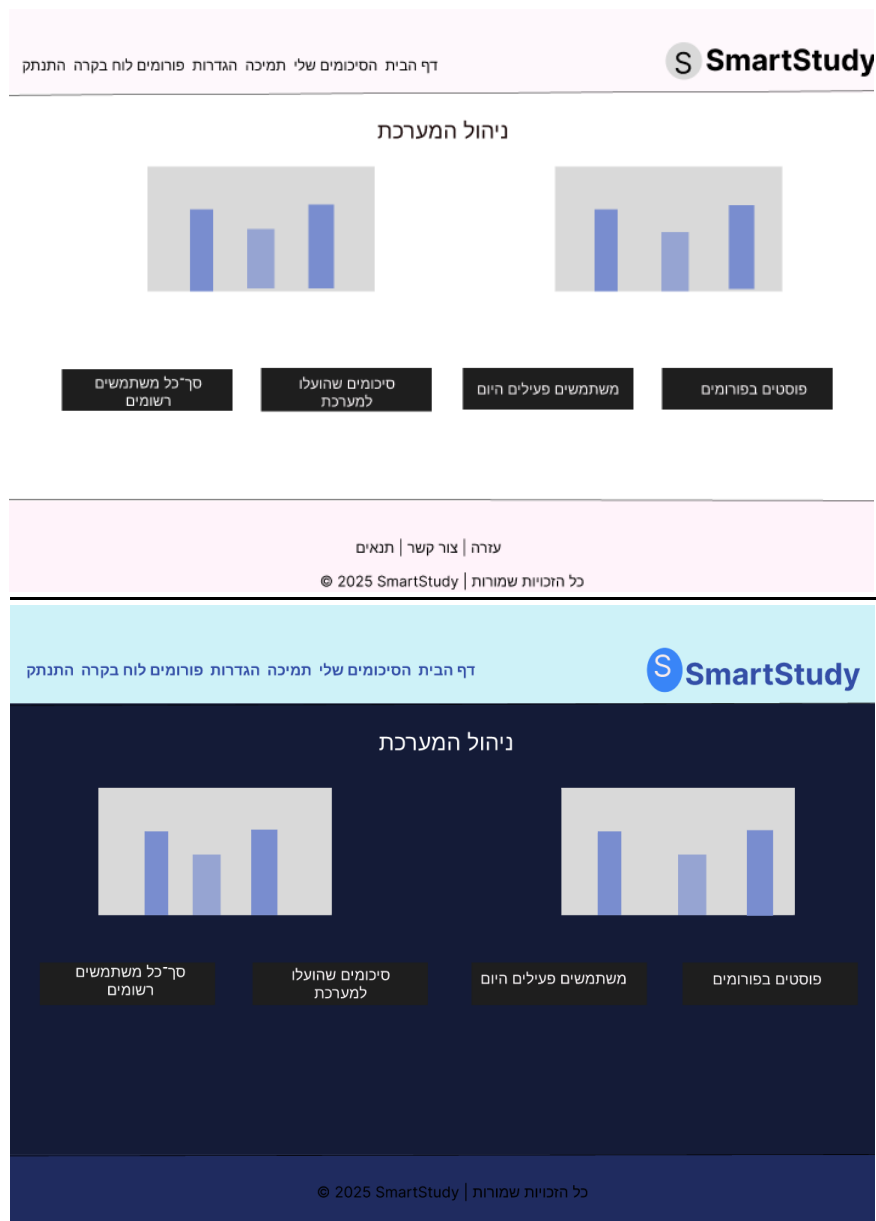 SmartStudy
S
דף הבית הסיכומים שלי תמיכה הגדרות פורומים לוח בקרה התנתק
ניהול המערכת
פוסטים בפורומים
משתמשים פעילים היום
סיכומים שהועלו
למערכת
סך־כל משתמשים
רשומים
עזרה | צור קשר | תנאים
כל הזכויות שמורות | SmartStudy 2025 ©
SmartStudy
S
דף הבית הסיכומים שלי תמיכה הגדרות פורומים לוח בקרה התנתק
ניהול המערכת
פוסטים בפורומים
משתמשים פעילים היום
סיכומים שהועלו
למערכת
סך־כל משתמשים
רשומים
כל הזכויות שמורות | SmartStudy 2025 ©